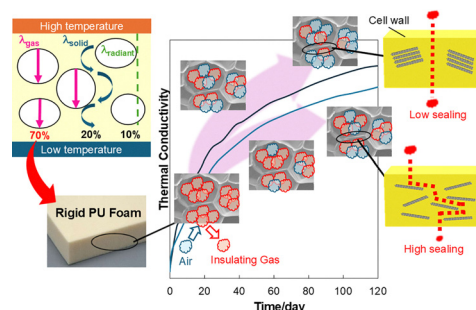 High temperature
λgas
λsolid
λradiant
70%
20%
10%
Low temperature
Rigid PU Foam
Thermal Conductivity
Air
Insulating Gas
0
20
40
60
80
100
120
Time/day
Cell wall
Low sealing
High sealing